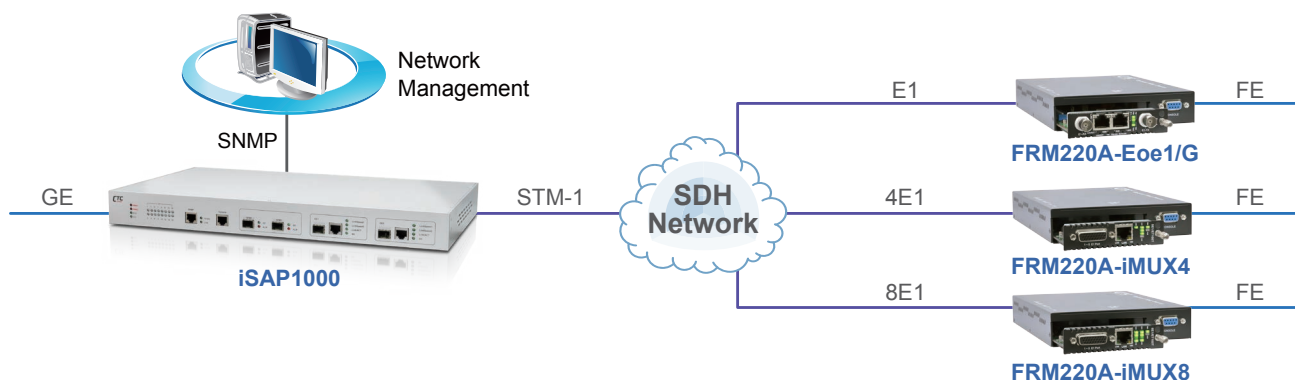 Network
Management
SNMP
GE
CTC
iSAP1000
STM-1
SDH
Network
E1
FE
FRM220A-Eoe1/G
4E1
FE
FRM220A-iMUX4
8E1
FE
FRM220A-iMUX8